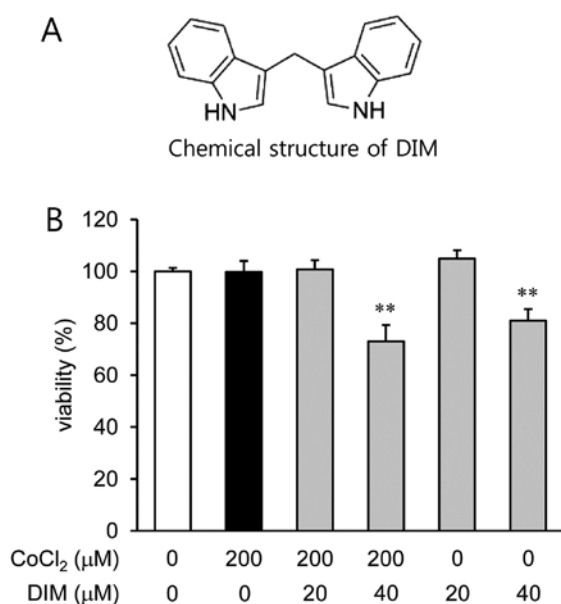 A
HN
NH
Chemical structure of DIM
B
120
100
80
60
40
20
0
viability (%)
**
**
CoCl₂ (μM) 0 200 200 200 0 0
DIM (μM) 0 0 20 40 20 40